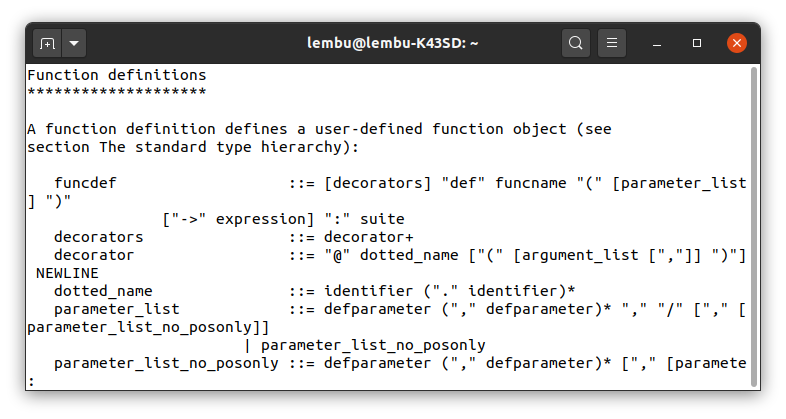 lembu@lembu-K43SD: ~
Function definitions
********************
A function definition defines a user-defined function object (see
section The standard type hierarchy):
   funcdef                   ::= [decorators] "def" funcname "(" [parameter_list
] ")"
               ["->" expression] ":" suite
   decorators                ::= decorator+
   decorator                 ::= "@" dotted_name ["(" [argument_list [","]] ")"]
 NEWLINE
   dotted_name               ::= identifier ("." identifier)*
   parameter_list            ::= defparameter ("," defparameter)* "," "/" ["," [
parameter_list_no_posonly]]
                        | parameter_list_no_posonly
   parameter_list_no_posonly ::= defparameter ("," defparameter)* ["," [paramete
: